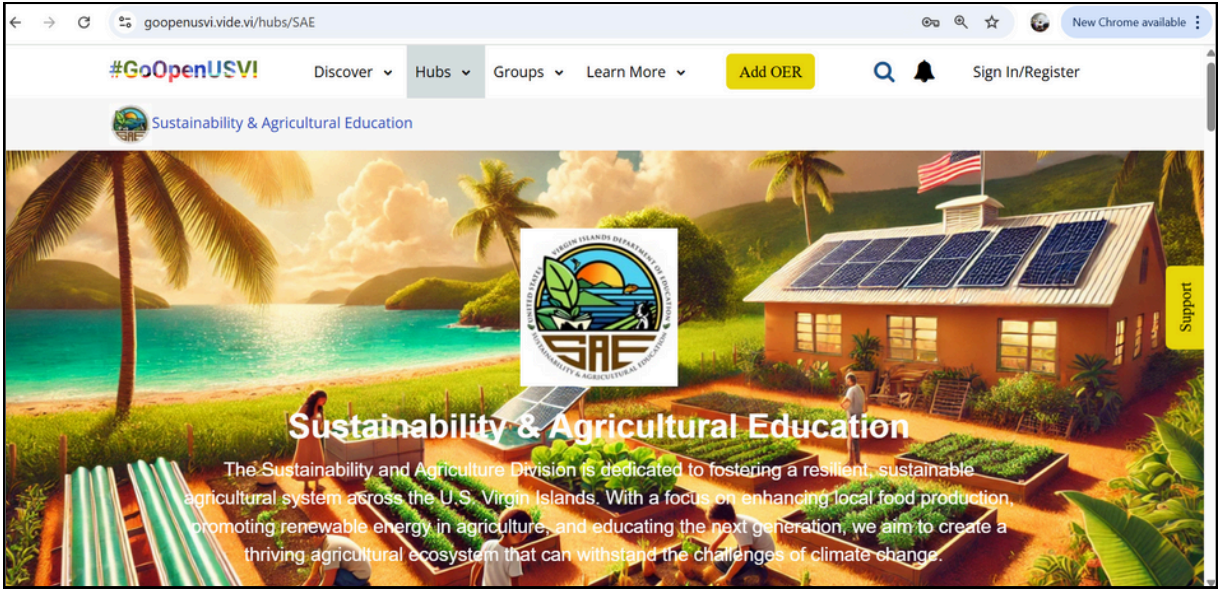 goopenusvi.vide.vi/hubs/SAE
New Chrome available
#GoOpenUSVI
Discover
Hubs
Groups
Learn More
Add OER
Sign In/Register
Sustainability & Agricultural Education
UNITED STATES VIRGIN ISLANDS DEPARTMENT OF EDUCATION
SAE
SUSTAINABILITY & AGRICULTURAL EDUCATION
Support
Sustainability & Agricultural Education
The Sustainability and Agriculture Division is dedicated to fostering a resilient, sustainable
agricultural system across the U.S. Virgin Islands. With a focus on enhancing local food production,
promoting renewable energy in agriculture, and educating the next generation, we aim to create a
thriving agricultural ecosystem that can withstand the challenges of climate change.